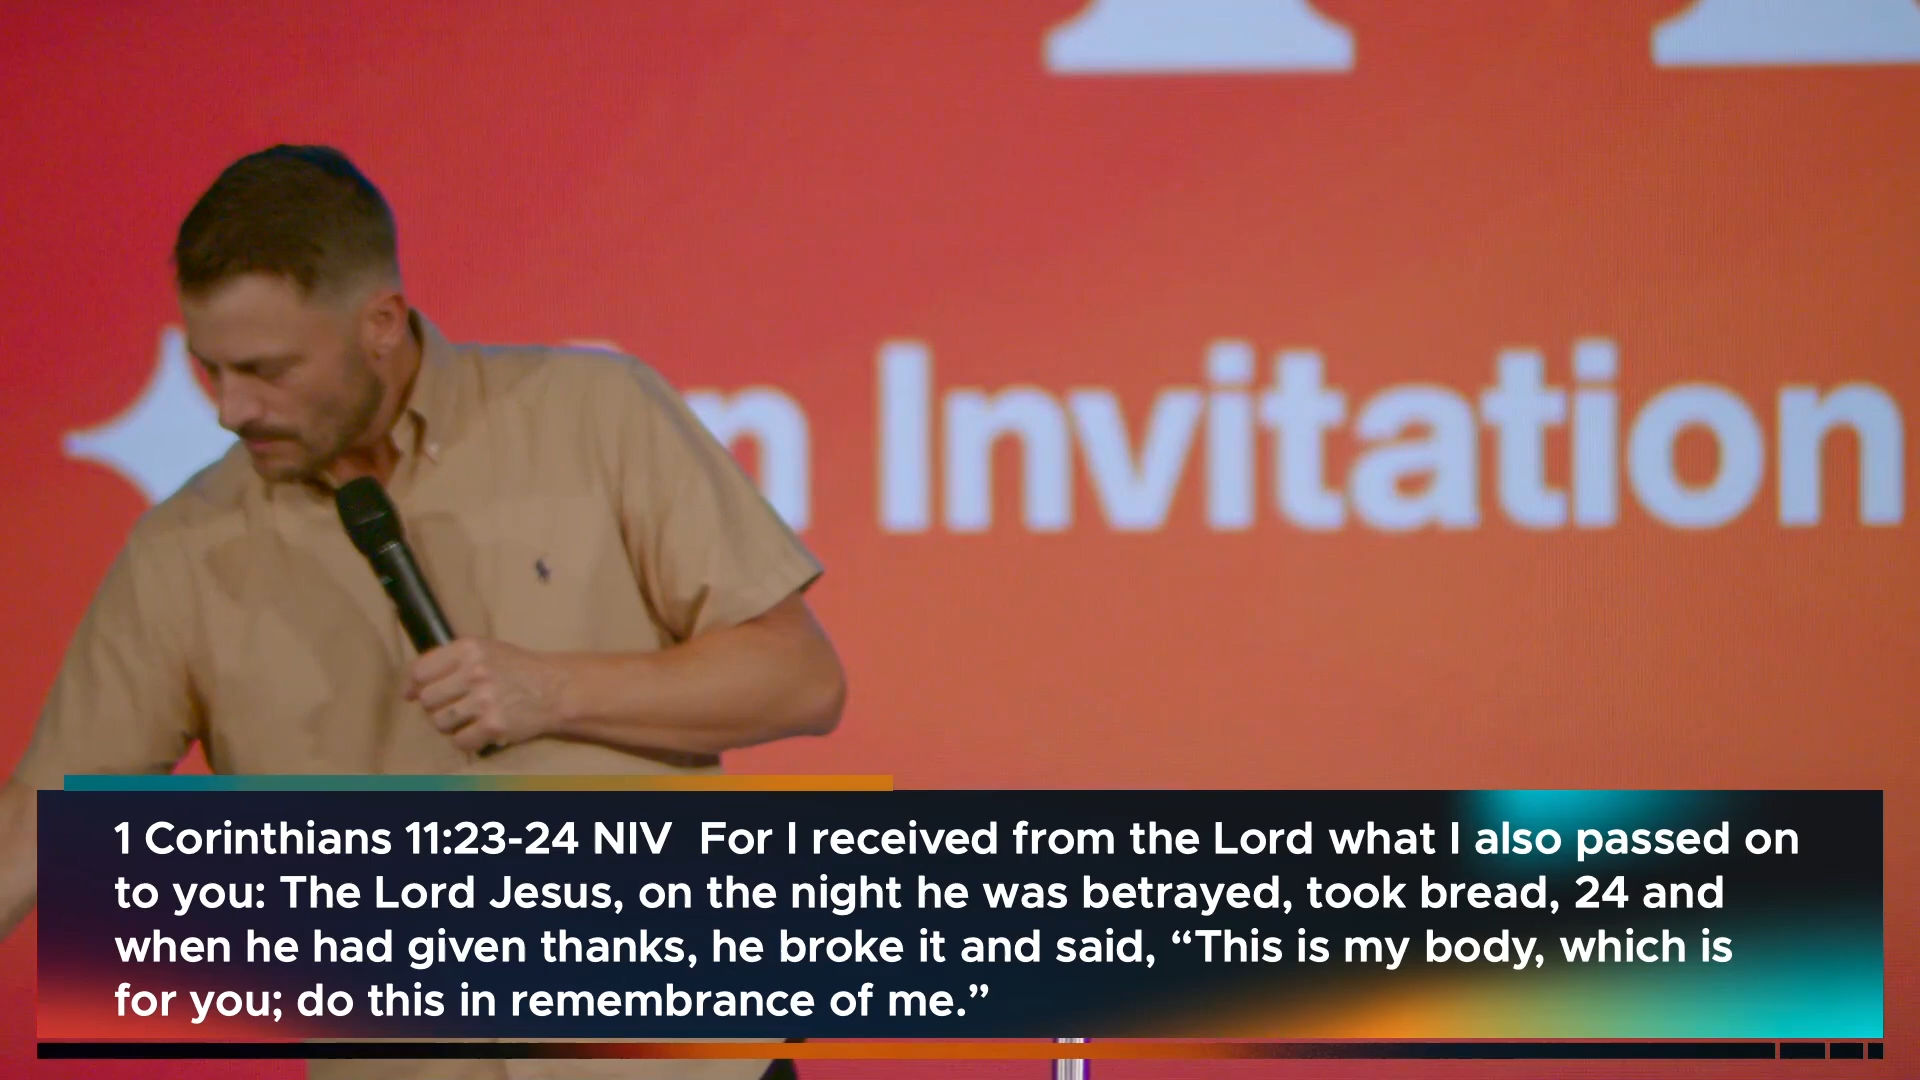 n Invitation
1 Corinthians 11:23-24 NIV  For I received from the Lord what I also passed on
to you: The Lord Jesus, on the night he was betrayed, took bread, 24 and
when he had given thanks, he broke it and said, “This is my body, which is
for you; do this in remembrance of me.”